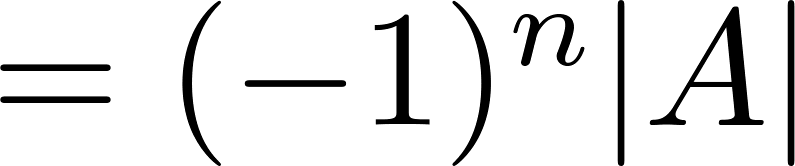 = (−1)ⁿ|A|